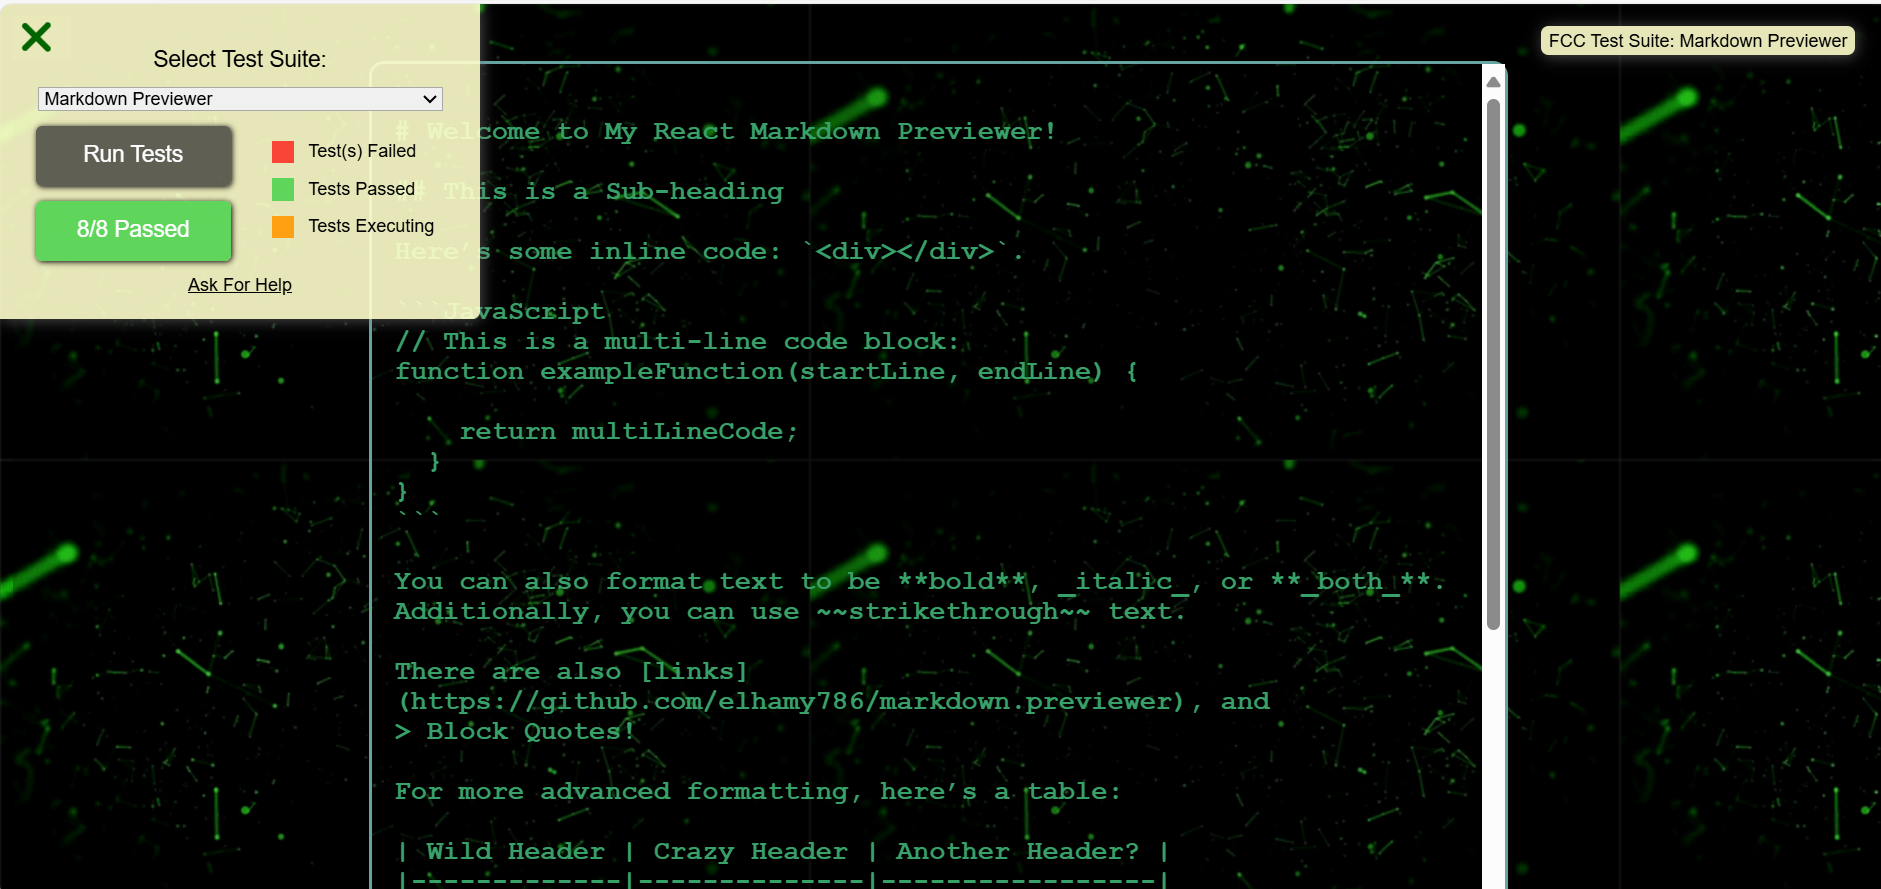 Select Test Suite:
Markdown Previewer
Run Tests
8/8 Passed
Test(s) Failed
Tests Passed
Tests Executing
Ask For Help
FCC Test Suite: Markdown Previewer
# Welcome to My React Markdown Previewer!
## This is a Sub-heading
Here's some inline code: `<div></div>`.
```JavaScript
// This is a multi-line code block:
function exampleFunction(startLine, endLine) {
return multiLineCode;
}
}
```
You can also format text to be **bold**, _italic_, or **_both_**.
Additionally, you can use ~~strikethrough~~ text.
There are also [links]
(https://github.com/elhamy786/markdown.previewer), and
> Block Quotes!
For more advanced formatting, here's a table:
| Wild Header | Crazy Header | Another Header? |
|-------------|--------------|-----------------|